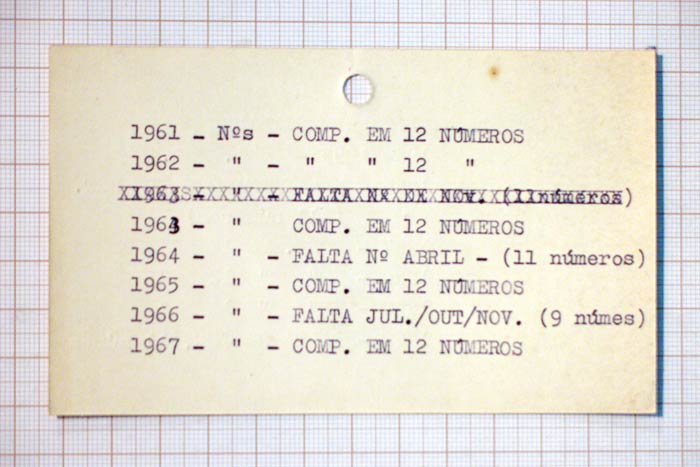 1961 - Nºs - COMP. EM 12 NÚMEROS
1962 - " - " " 12 "
1963 - " - FALTA Nº DE NOV. (11números)
1963 - " COMP. EM 12 NÚMEROS
1964 - " - FALTA Nº ABRIL - (11 números)
1965 - " - COMP. EM 12 NÚMEROS
1966 - " - FALTA JUL./OUT/NOV. (9 númes)
1967 - " - COMP. EM 12 NÚMEROS